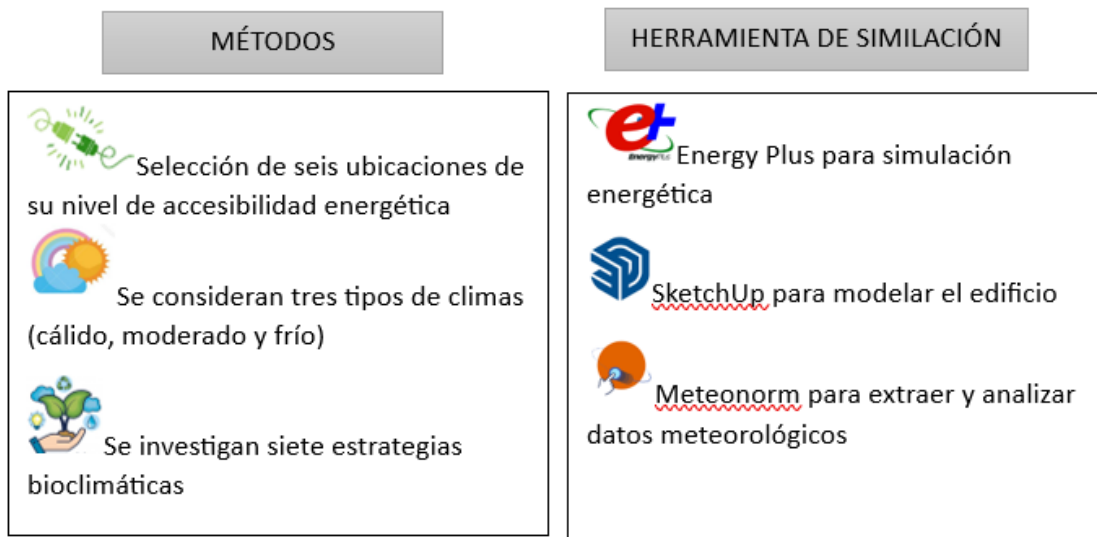 MÉTODOS
Selección de seis ubicaciones de
su nivel de accesibilidad energética
Se consideran tres tipos de climas
(cálido, moderado y frío)
Se investigan siete estrategias
bioclimáticas
HERRAMIENTA DE SIMILACIÓN
e+
EnergyPlus
Energy Plus para simulación
energética
SketchUp para modelar el edificio
Meteonorm para extraer y analizar
datos meteorológicos